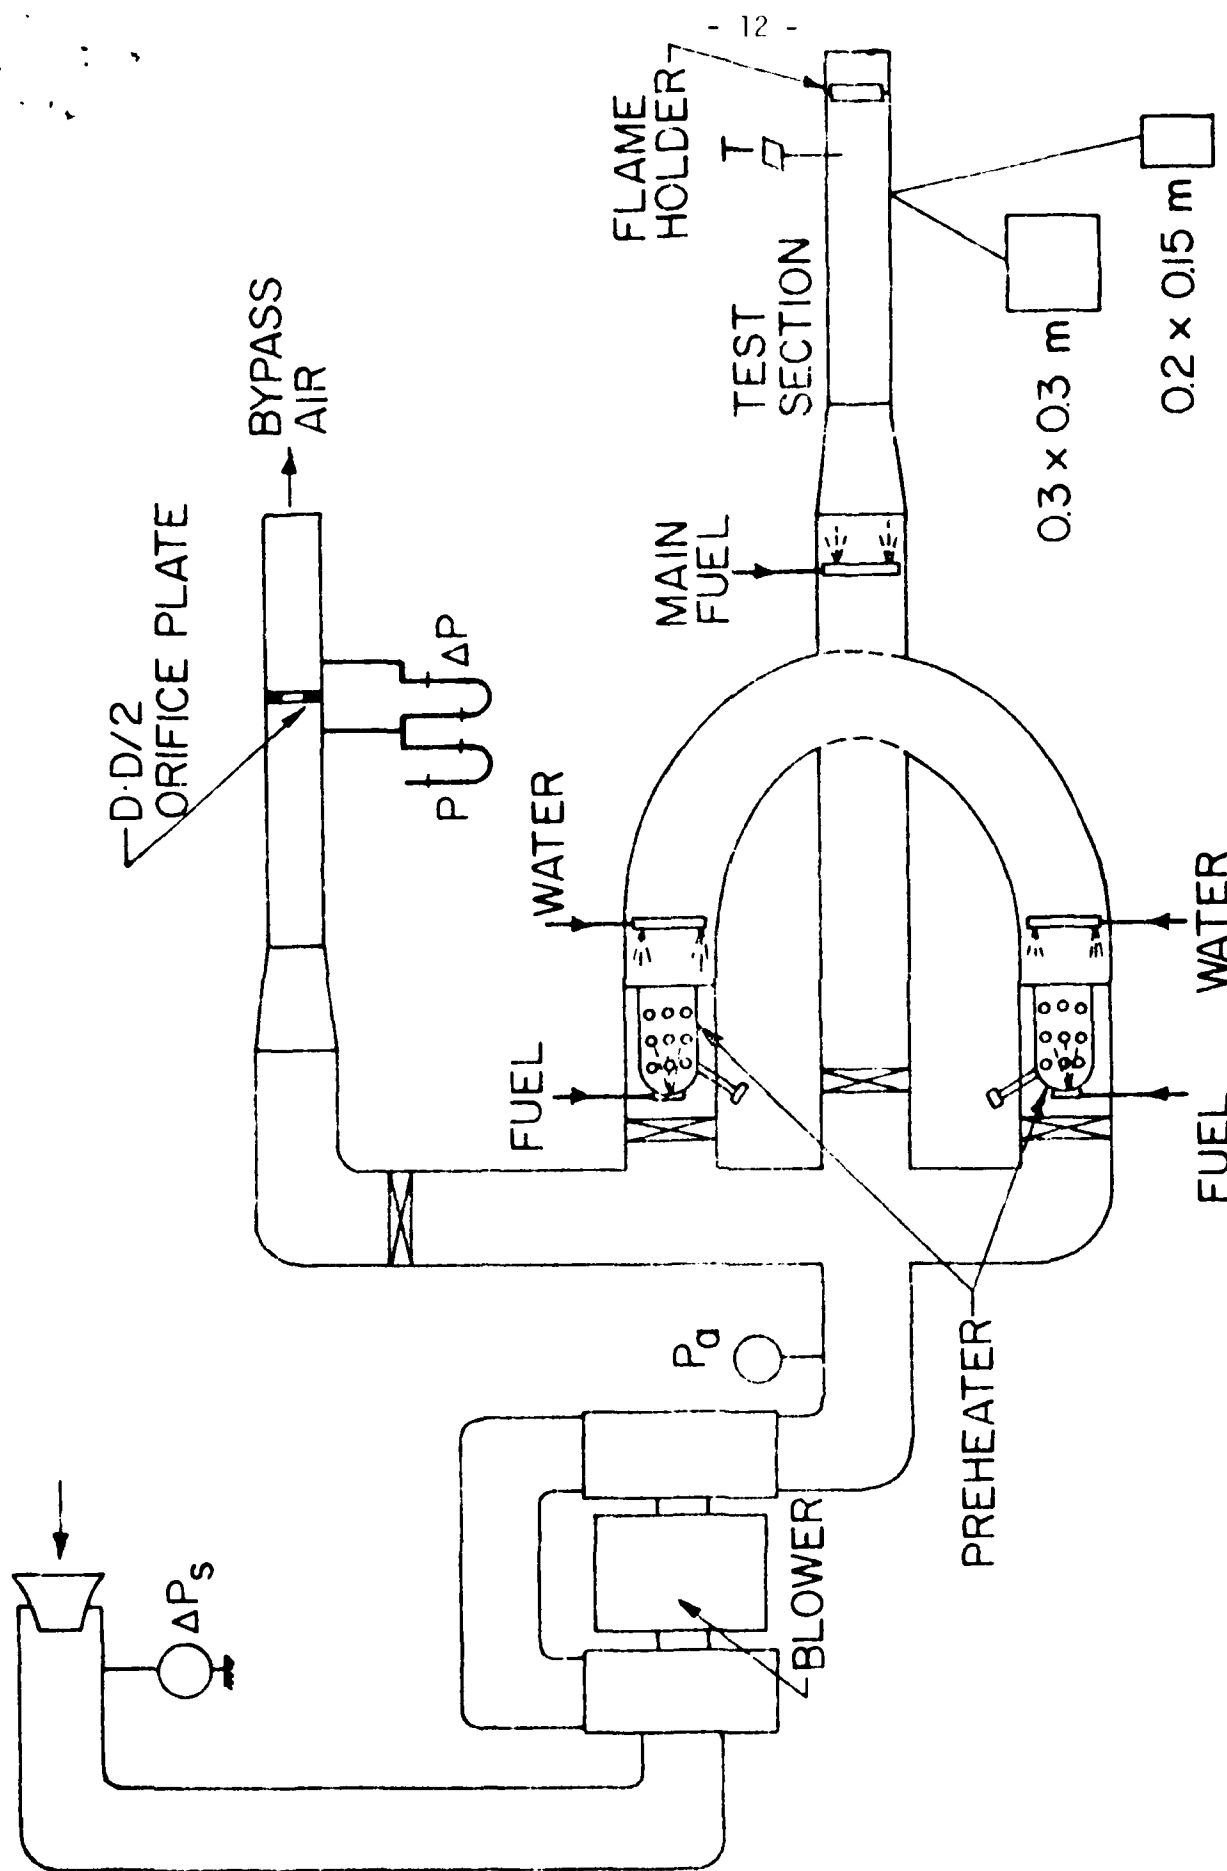 - 12 -
FLAME
HOLDER
T
TEST
SECTION
0.3 x 0.3 m
0.2 x 0.15 m
BYPASS
AIR
D·D/2
ORIFICE PLATE
P
ΔP
MAIN
FUEL
WATER
FUEL
WATER
FUEL
PREHEATER
Pa
BLOWER
ΔPs